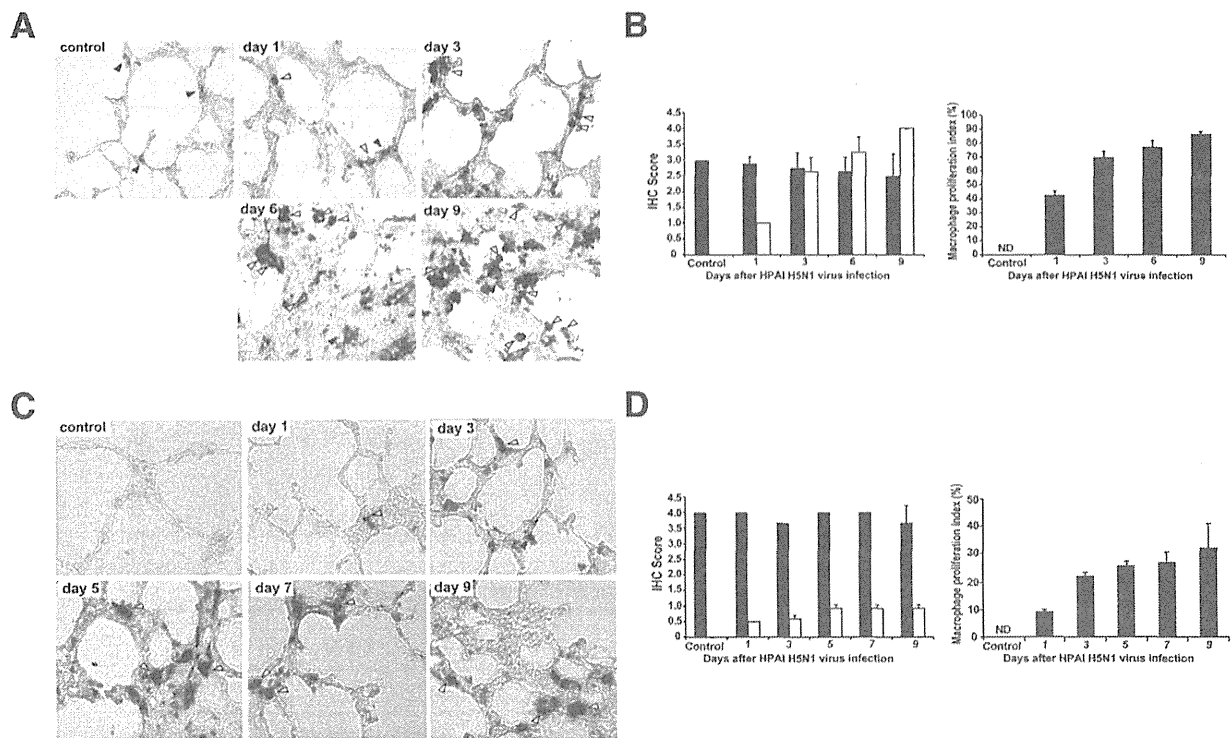 A
control
day 1
day 3
day 6
day 9
B
IHC Score
4.5
4.0
3.5
3.0
2.5
2.0
1.5
1.0
0.5
0
Control 1 3 6 9
Days after HPAI H5N1 virus infection
Macrophage proliferation index (%)
100
90
80
70
60
50
40
30
20
10
0
ND
Control 1 3 6 9
Days after HPAI H5N1 virus infection
C
control
day 1
day 3
day 5
day 7
day 9
D
IHC Score
4.5
4.0
3.5
3.0
2.5
2.0
1.5
1.0
0.5
0
Control 1 3 5 7 9
Days after HPAI H5N1 virus infection
Macrophage proliferation index (%)
50
40
30
20
10
0
ND
Control 1 3 5 7 9
Days after HPAI H5N1 virus infection